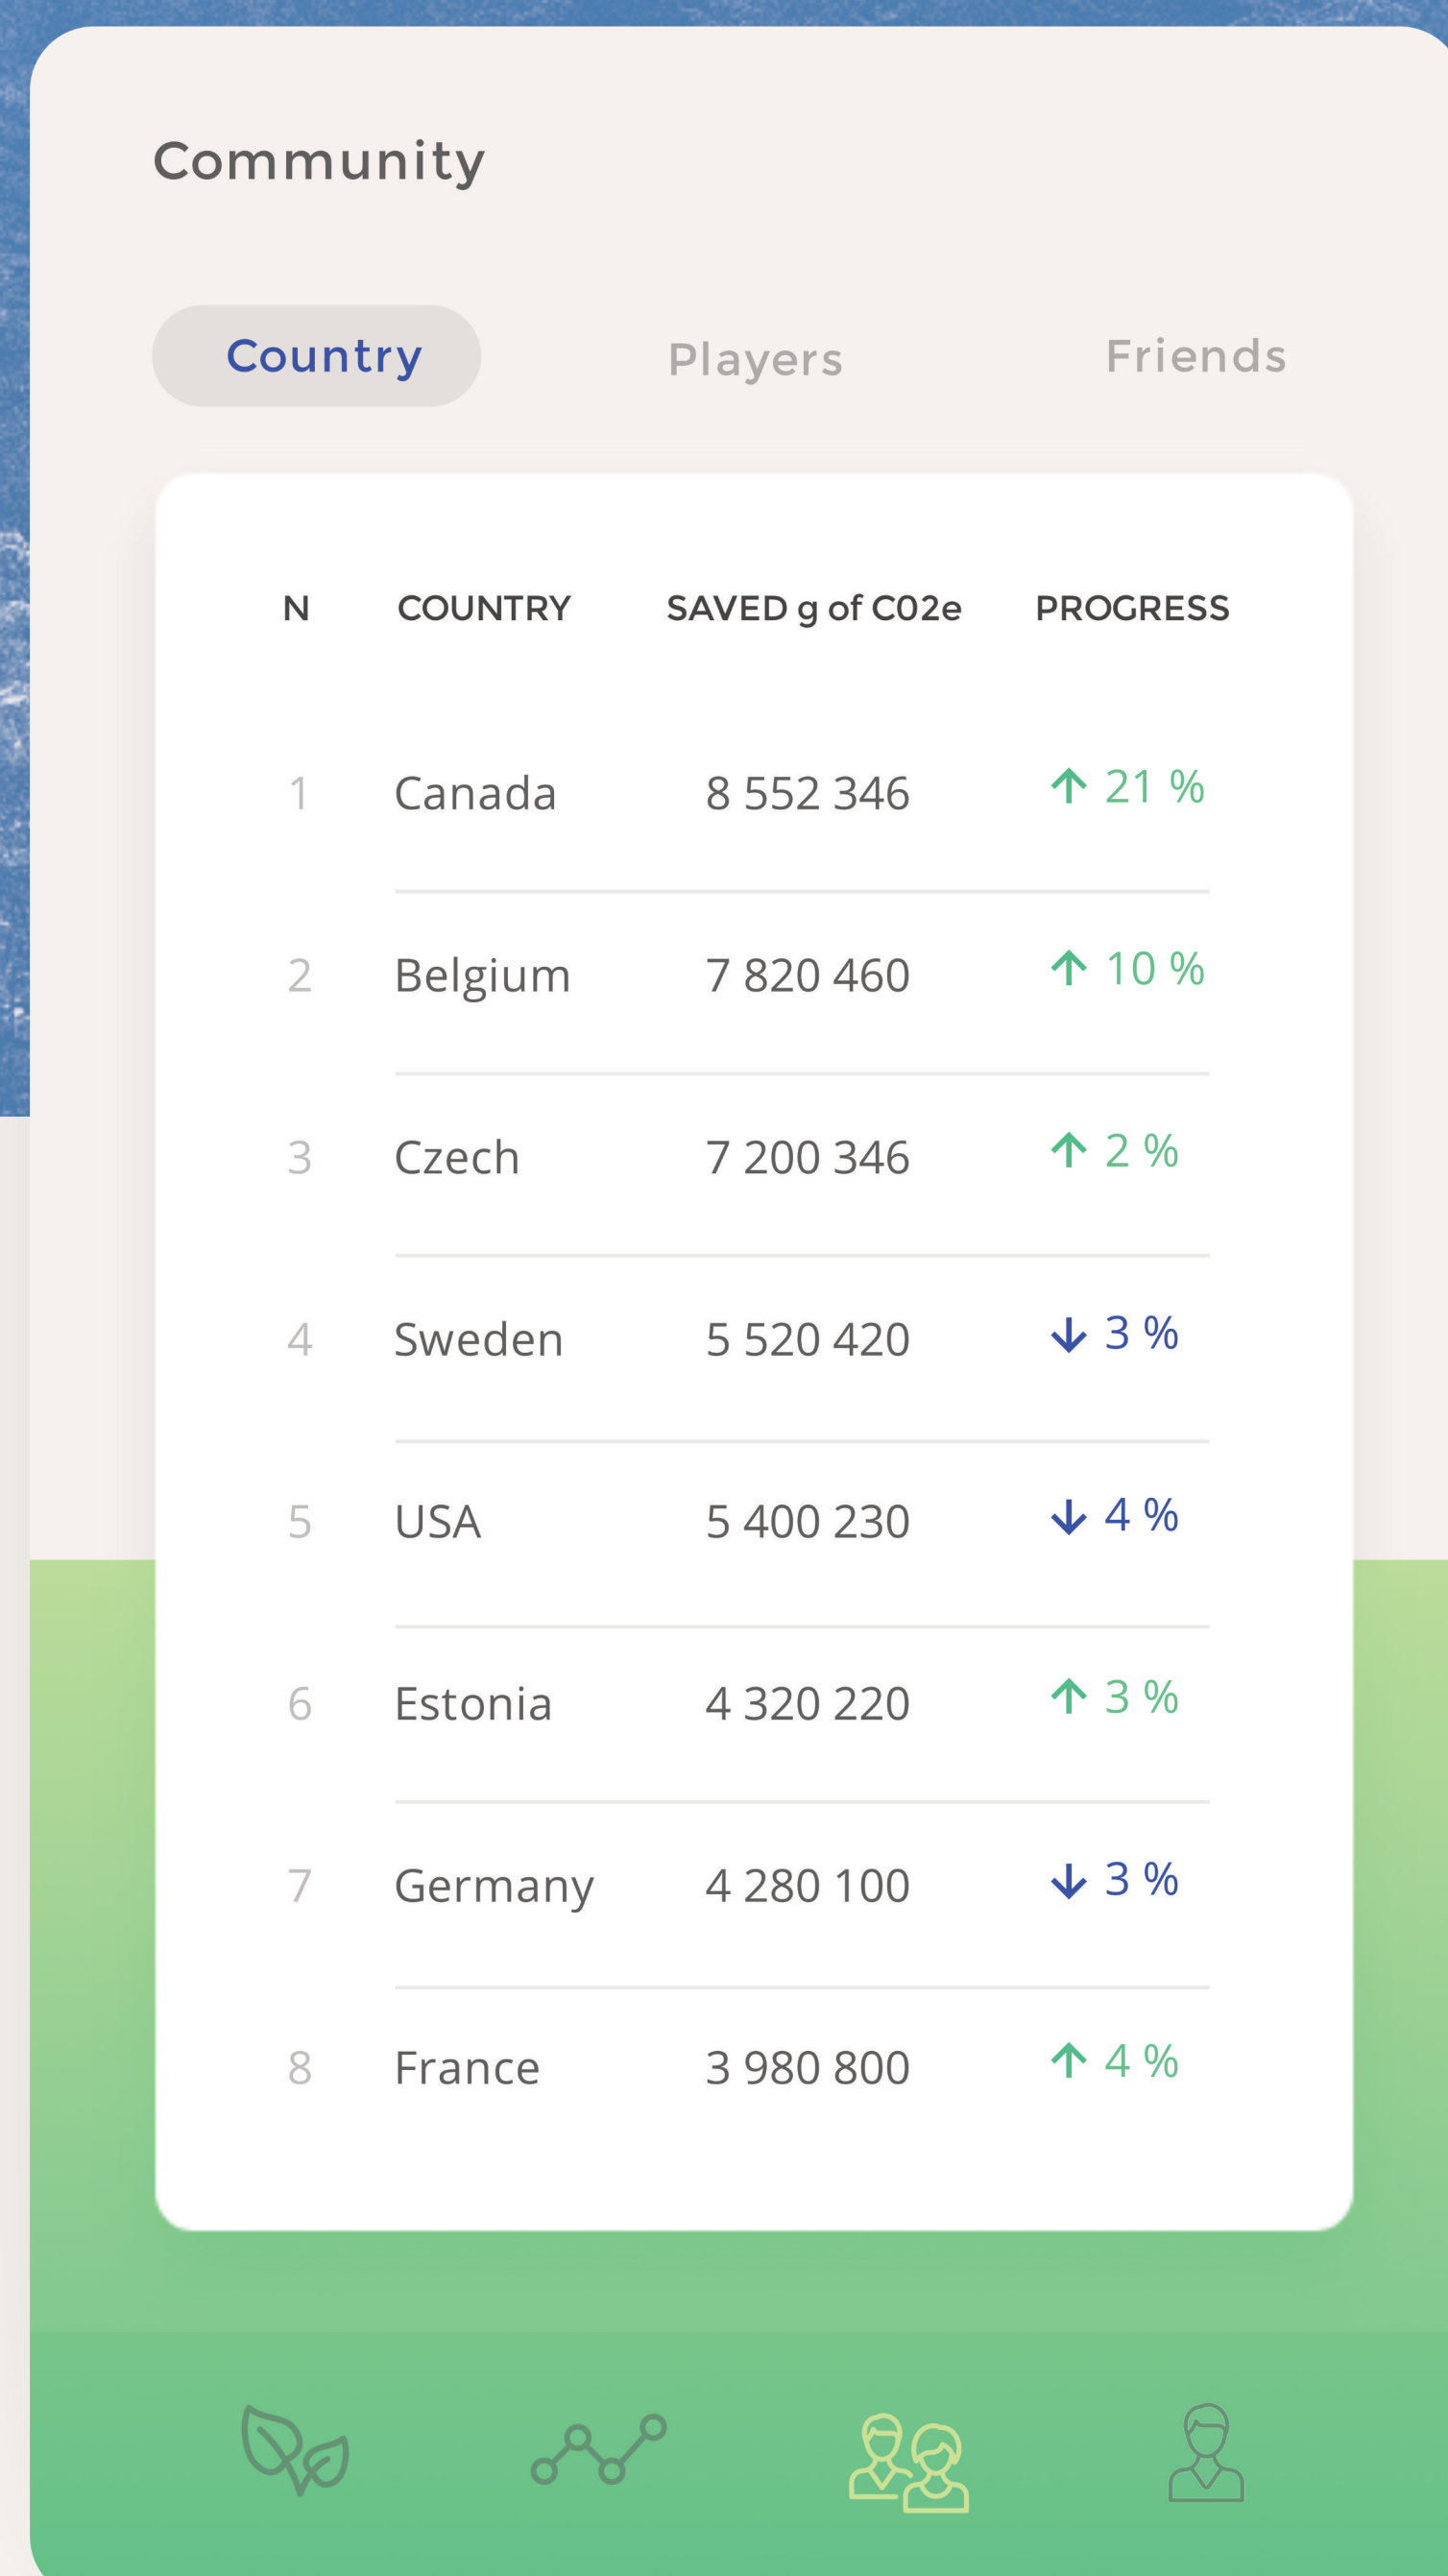 Community
Country Players Friends
N COUNTRY SAVED g of C02e PROGRESS
1 Canada 8 552 346 ↑ 21 %
2 Belgium 7 820 460 ↑ 10 %
3 Czech 7 200 346 ↑ 2 %
4 Sweden 5 520 420 ↓ 3 %
5 USA 5 400 230 ↓ 4 %
6 Estonia 4 320 220 ↑ 3 %
7 Germany 4 280 100 ↓ 3 %
8 France 3 980 800 ↑ 4 %